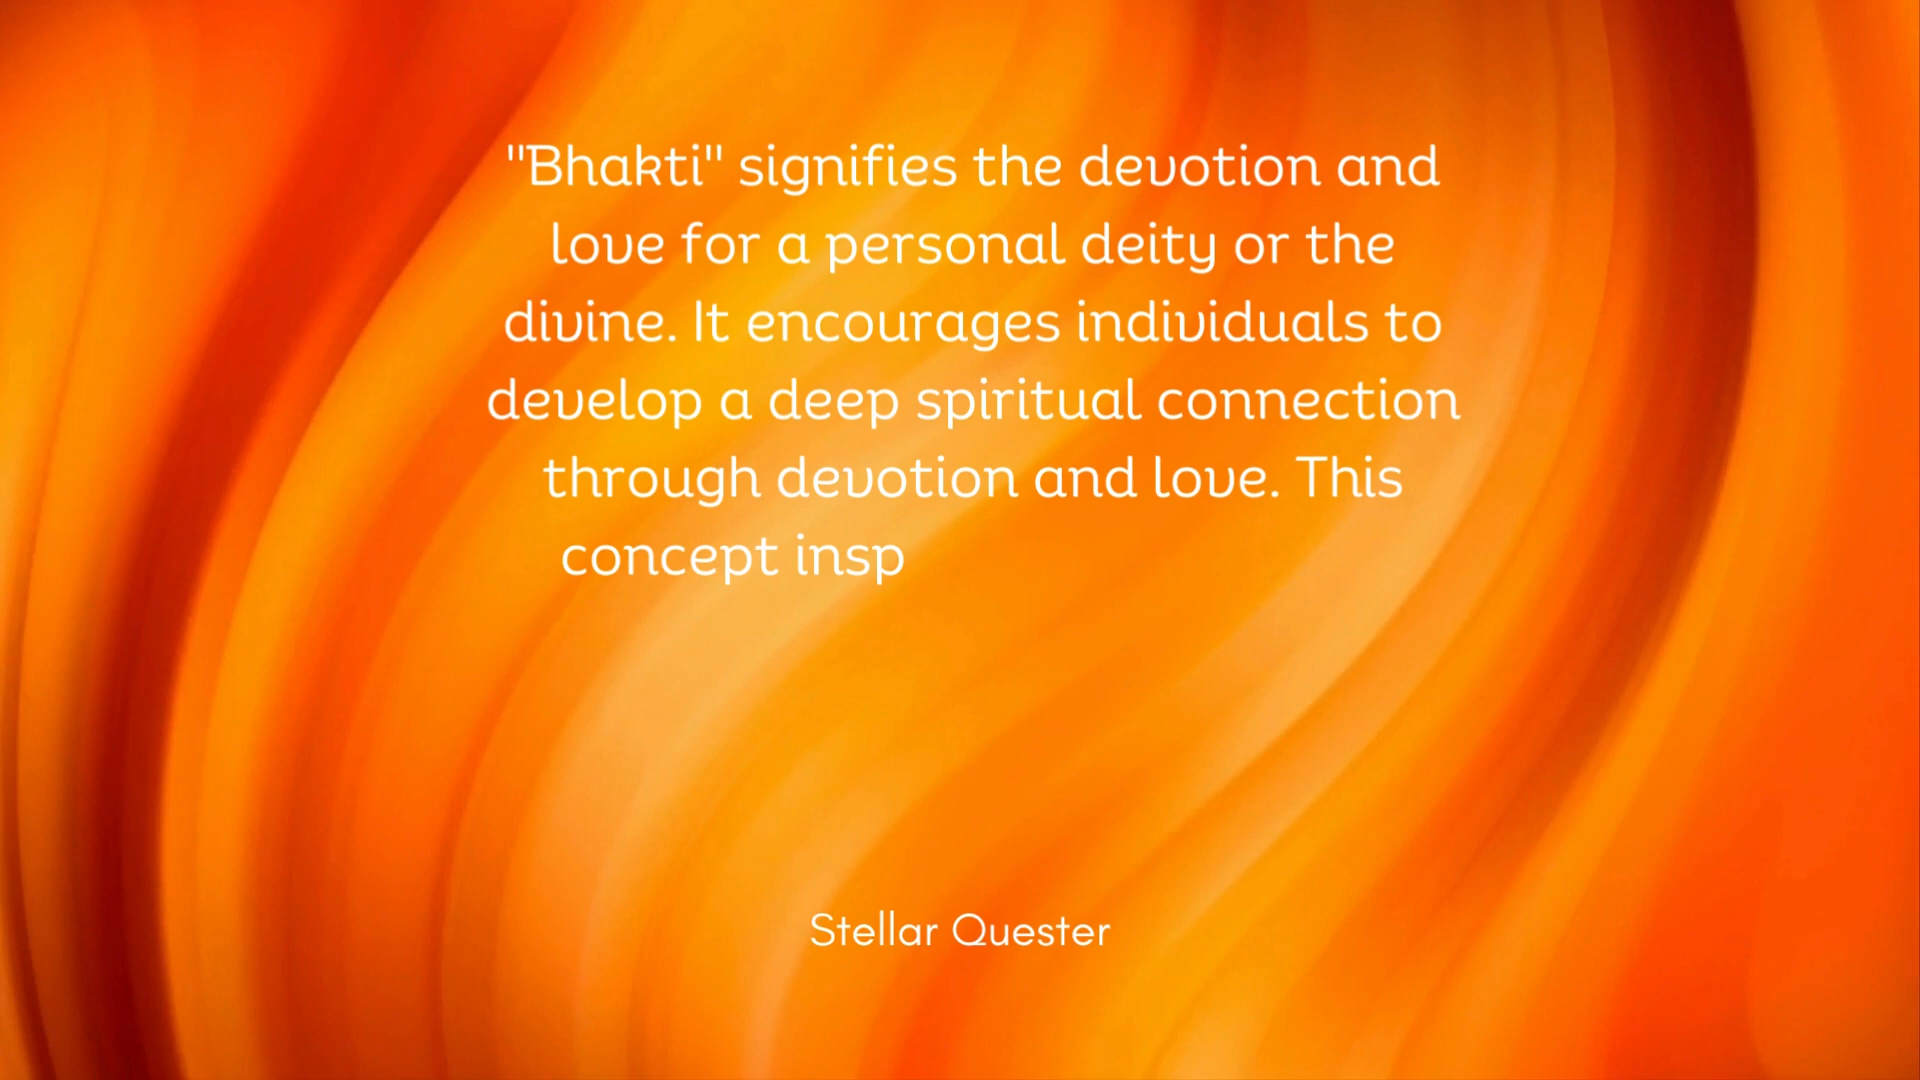 "Bhakti" signifies the devotion and
love for a personal deity or the
divine. It encourages individuals to
develop a deep spiritual connection
through devotion and love. This
concept insp
Stellar Quester